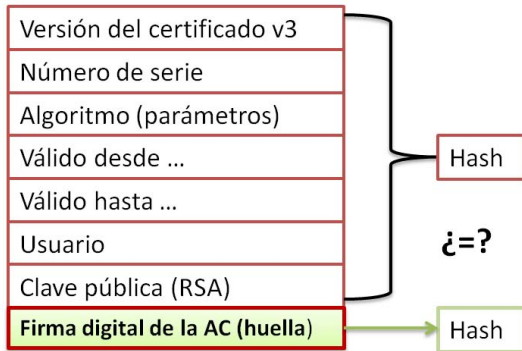 Versión del certificado v3
Número de serie
Algoritmo (parámetros)
Válido desde ...
Válido hasta ...
Usuario
Clave pública (RSA)
Firma digital de la AC (huella)
Hash
¿=?
Hash